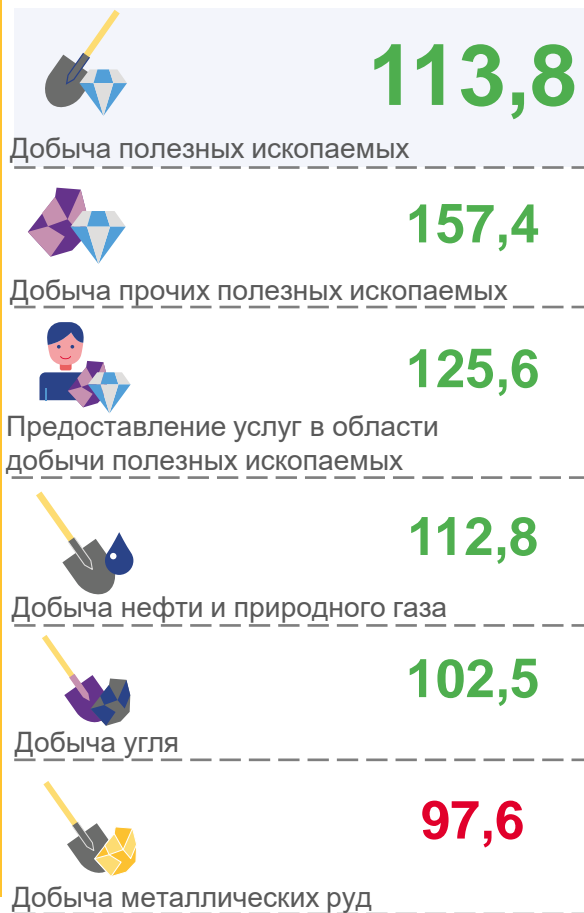 113,8
Добыча полезных ископаемых
157,4
Добыча прочих полезных ископаемых
125,6
Предоставление услуг в области
добычи полезных ископаемых
112,8
Добыча нефти и природного газа
102,5
Добыча угля
97,6
Добыча металлических руд